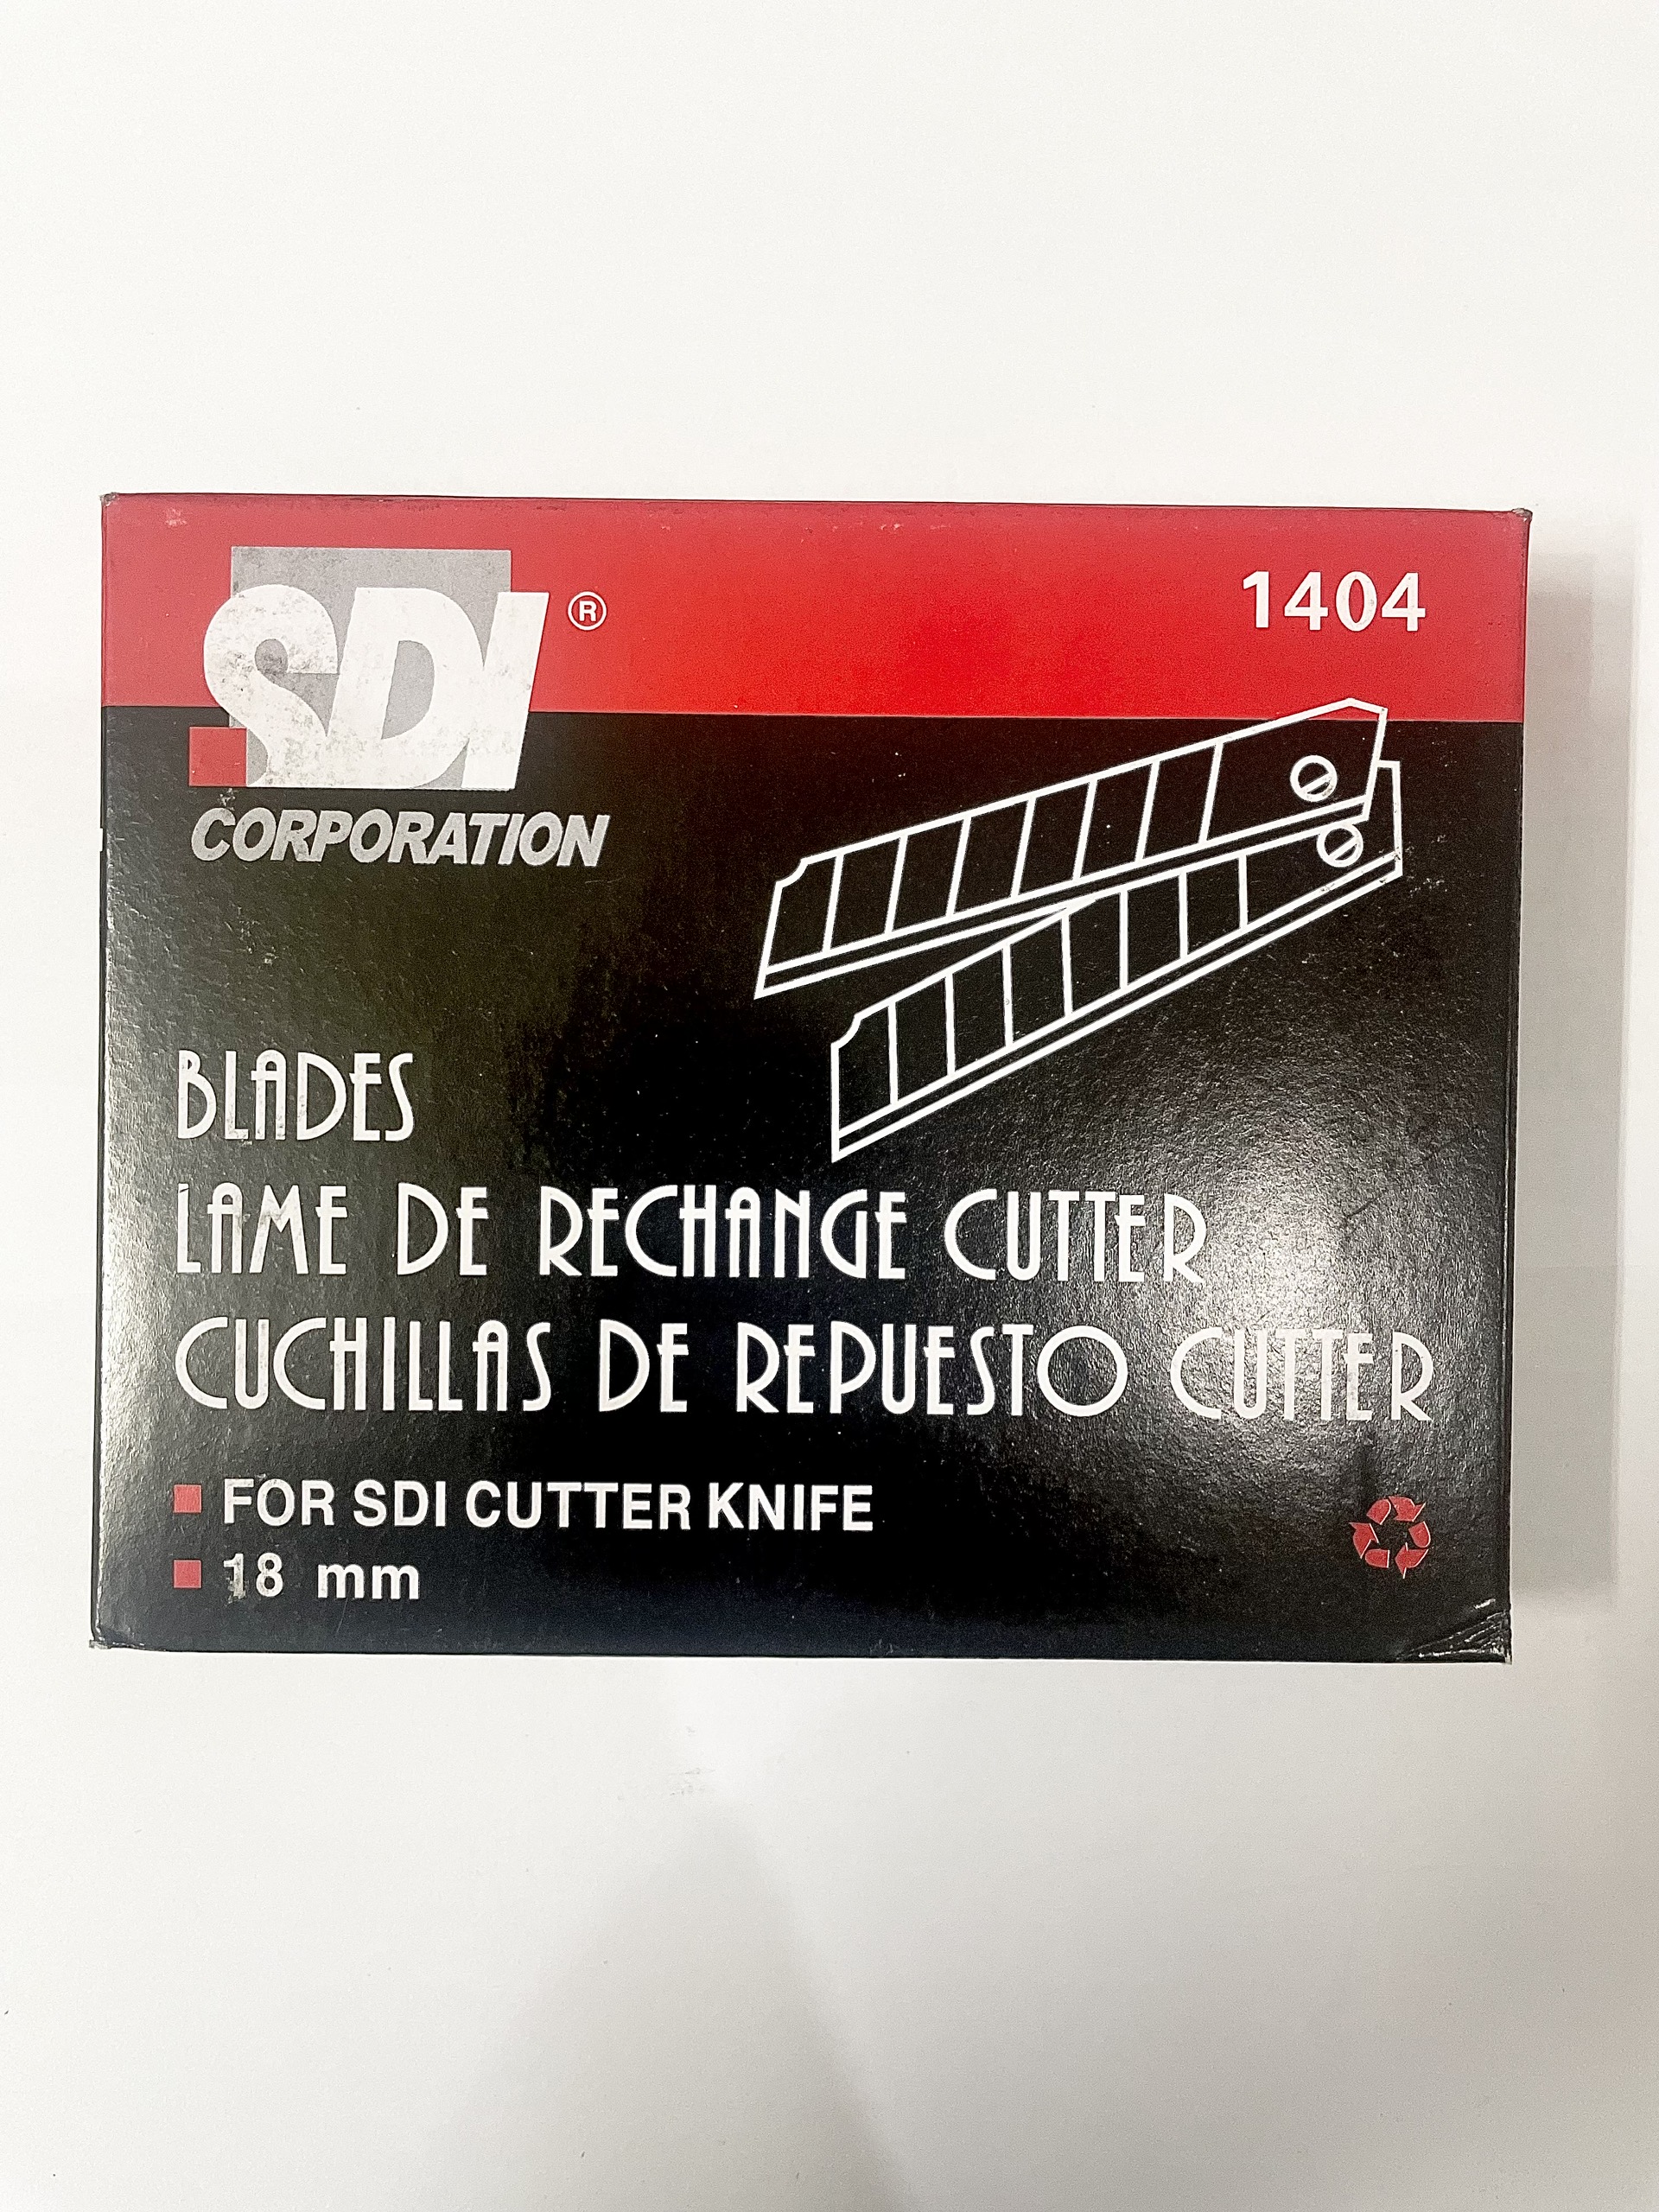 SDI ®
1404
CORPORATION
BLADES
LAME DE RECHANGE CUTTER
CUCHILLAS DE REPUESTO CUTTER
FOR SDI CUTTER KNIFE
18 mm